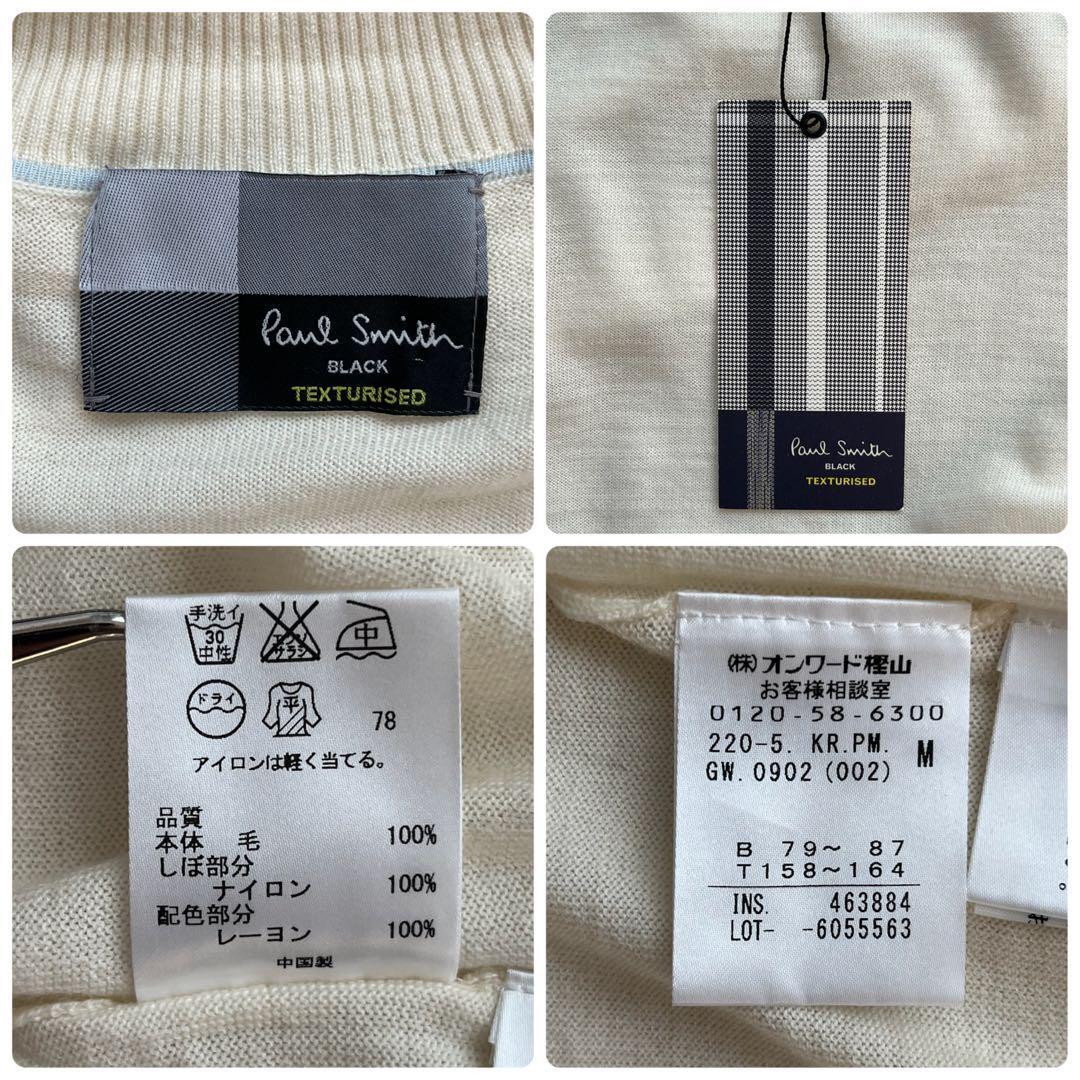 Paul Smith
BLACK
TEXTURISED
Paul Smith
BLACK
TEXTURISED
手洗イ
30
中性
エンソ
サラシ
中
ドライ
平
78
アイロンは軽く当てる。
品質
本体 毛 100%
しぼ部分
ナイロン 100%
配色部分
レーヨン 100%
中国製
(株)オンワード樫山
お客様相談室
0120-58-6300
220-5. KR.PM. M
GW.0902(002)
B 79〜 87
T158〜164
INS. 463884
LOT- -6055563